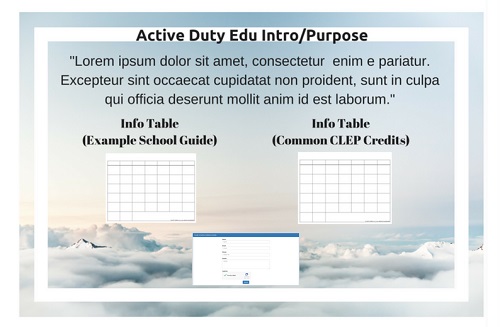 Active Duty Edu Intro/Purpose
"Lorem ipsum dolor sit amet, consectetur enim e pariatur.
Excepteur sint occaecat cupidatat non proident, sunt in culpa
qui officia deserunt mollit anim id est laborum."
Info Table
(Example School Guide)
Info Table
(Common CLEP Credits)